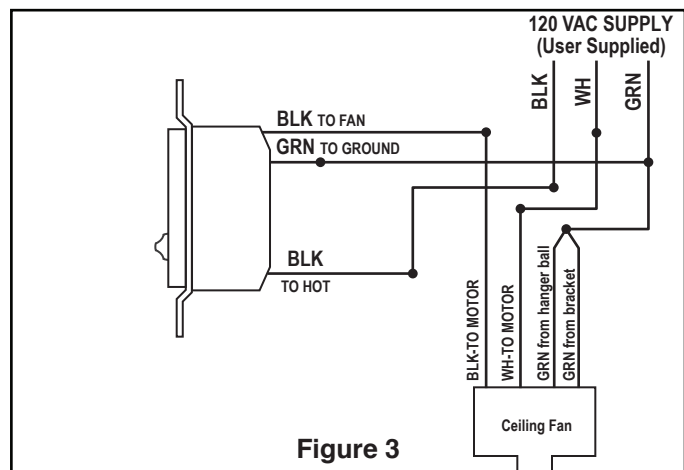 120 VAC SUPPLY
(User Supplied)
BLK
WH
GRN
BLK TO FAN
GRN TO GROUND
BLK
TO HOT
BLK-TO MOTOR
WH-TO MOTOR
GRN from hanger ball
GRN from bracket
Ceiling Fan
Figure 3